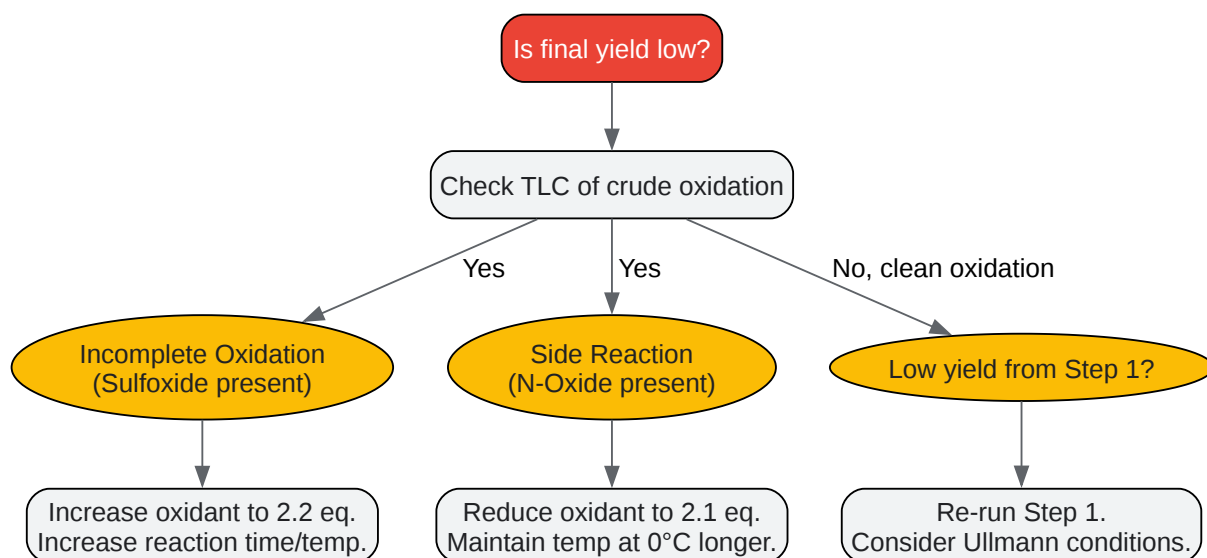 Is final yield low?
Check TLC of crude oxidation
Yes
Yes
No, clean oxidation
Incomplete Oxidation
(Sulfoxide present)
Side Reaction
(N-Oxide present)
Low yield from Step 1?
Increase oxidant to 2.2 eq.
Increase reaction time/temp.
Reduce oxidant to 2.1 eq.
Maintain temp at 0°C longer.
Re-run Step 1.
Consider Ullmann conditions.